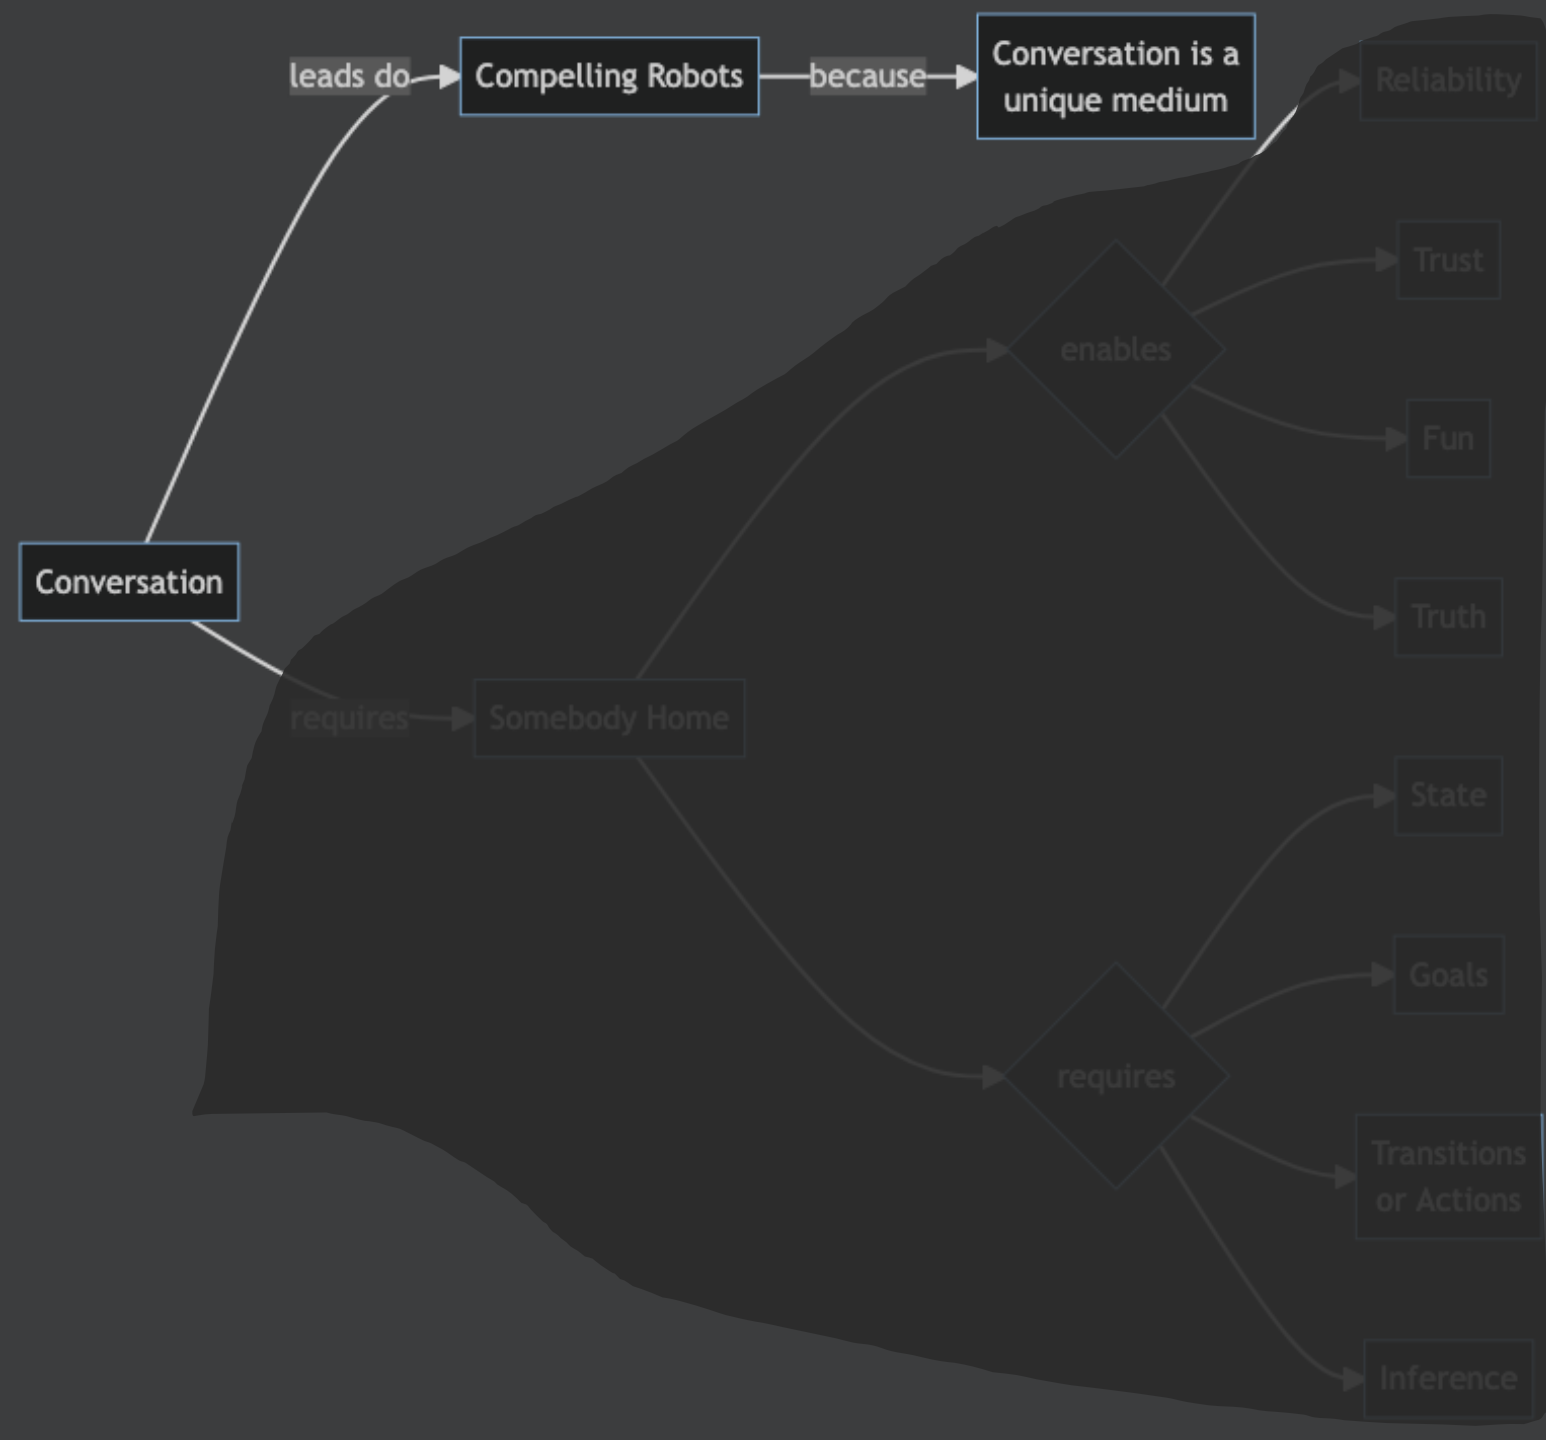 leads do
Compelling Robots
because
Conversation is a
unique medium
Reliability
Trust
enables
Fun
Conversation
Truth
requires
Somebody Home
State
Goals
requires
Transitions
or Actions
Inference